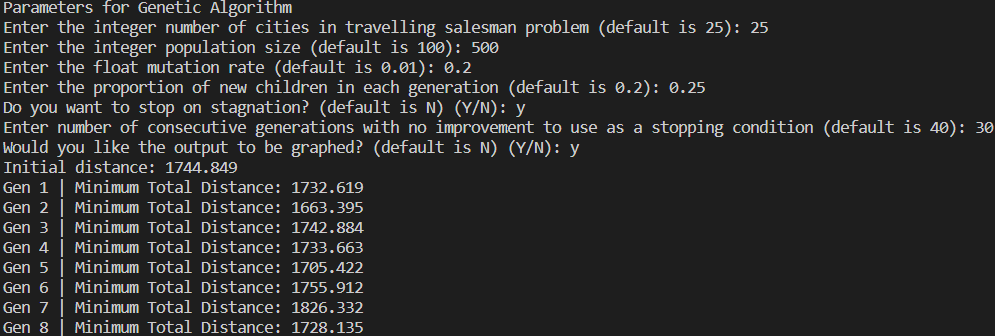 Parameters for Genetic Algorithm
Enter the integer number of cities in travelling salesman problem (default is 25): 25
Enter the integer population size (default is 100): 500
Enter the float mutation rate (default is 0.01): 0.2
Enter the proportion of new children in each generation (default is 0.2): 0.25
Do you want to stop on stagnation? (default is N) (Y/N): y
Enter number of consecutive generations with no improvement to use as a stopping condition (default is 40): 30
Would you like the output to be graphed? (default is N) (Y/N): y
Initial distance: 1744.849
Gen 1 | Minimum Total Distance: 1732.619
Gen 2 | Minimum Total Distance: 1663.395
Gen 3 | Minimum Total Distance: 1742.884
Gen 4 | Minimum Total Distance: 1733.663
Gen 5 | Minimum Total Distance: 1705.422
Gen 6 | Minimum Total Distance: 1755.912
Gen 7 | Minimum Total Distance: 1826.332
Gen 8 | Minimum Total Distance: 1728.135